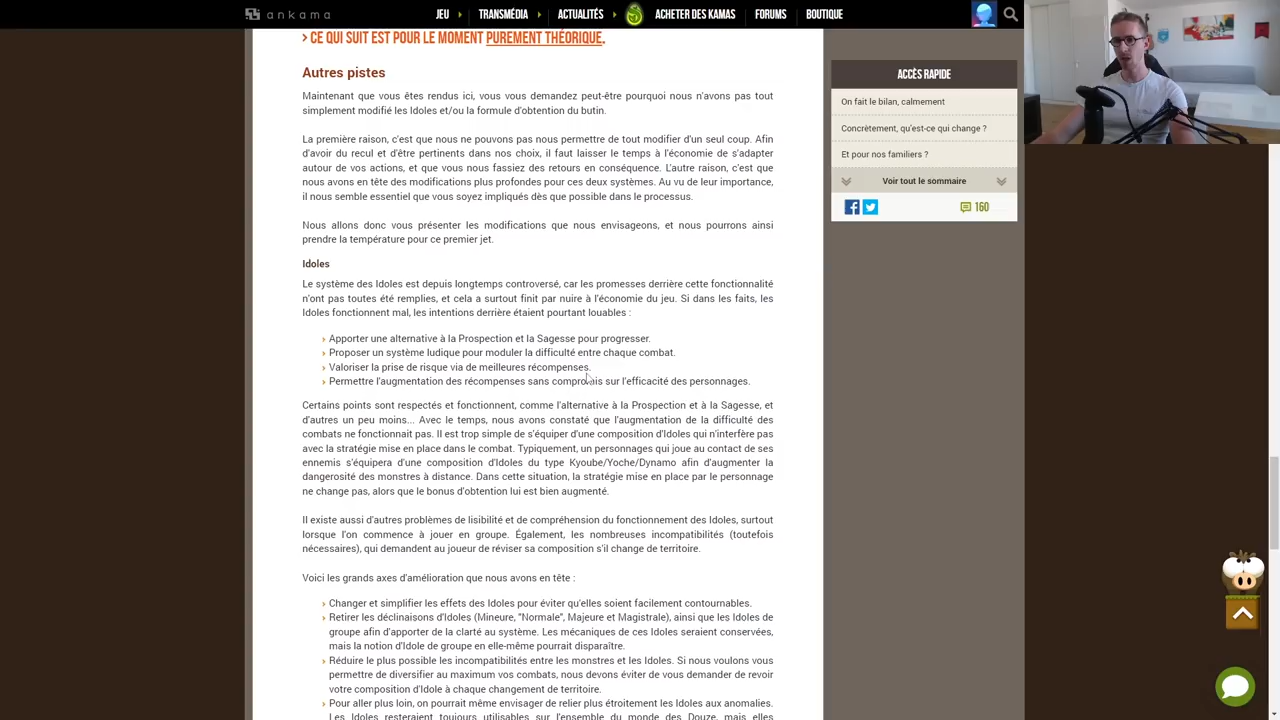 ankama
JEU
TRANSMÉDIA
ACTUALITÉS
ACHETER DES KAMAS
FORUMS
BOUTIQUE
> CE QUI SUIT EST POUR LE MOMENT PUREMENT THÉORIQUE.
Autres pistes
Maintenant que vous êtes rendus ici, vous vous demandez peut-être pourquoi nous n'avons pas tout
simplement modifié les Idoles et/ou la formule d'obtention du butin.
La première raison, c'est que nous ne pouvons pas nous permettre de tout modifier d'un seul coup. Afin
d'avoir du recul et d'être pertinents dans nos choix, il faut laisser le temps à l'économie de s'adapter
autour de vos actions, et que vous nous fassiez des retours en conséquence. L'autre raison, c'est que
nous avons en tête des modifications plus profondes pour ces deux systèmes. Au vu de leur importance,
il nous semble essentiel que vous soyez impliqués dès que possible dans le processus.
Nous allons donc vous présenter les modifications que nous envisageons, et nous pourrons ainsi
prendre la température pour ce premier jet.
Idoles
Le système des Idoles est depuis longtemps controversé, car les promesses derrière cette fonctionnalité
n'ont pas toutes été remplies, et cela a surtout finit par nuire à l'économie du jeu. Si dans les faits, les
Idoles fonctionnent mal, les intentions derrière étaient pourtant louables :
Apporter une alternative à la Prospection et la Sagesse pour progresser.
Proposer un système ludique pour moduler la difficulté entre chaque combat.
Valoriser la prise de risque via de meilleures récompenses.
Permettre l'augmentation des récompenses sans compromis sur l'efficacité des personnages.
Certains points sont respectés et fonctionnent, comme l'alternative à la Prospection et à la Sagesse, et
d'autres un peu moins... Avec le temps, nous avons constaté que l'augmentation de la difficulté des
combats ne fonctionnait pas. Il est trop simple de s'équiper d'une composition d'Idoles qui n'interfère pas
avec la stratégie mise en place dans le combat. Typiquement, un personnages qui joue au contact de ses
ennemis s'équipera d'une composition d'Idoles du type Kyoube/Yoche/Dynamo afin d'augmenter la
dangerosité des monstres à distance. Dans cette situation, la stratégie mise en place par le personnage
ne change pas, alors que le bonus d'obtention lui est bien augmenté.
Il existe aussi d'autres problèmes de lisibilité et de compréhension du fonctionnement des Idoles, surtout
lorsque l'on commence à jouer en groupe. Également, les nombreuses incompatibilités (toutefois
nécessaires), qui demandent au joueur de réviser sa composition s'il change de territoire.
Voici les grands axes d'amélioration que nous avons en tête :
Changer et simplifier les effets des Idoles pour éviter qu'elles soient facilement contournables.
Retirer les déclinaisons d'Idoles (Mineure, "Normale", Majeure et Magistrale), ainsi que les Idoles de
groupe afin d'apporter de la clarté au système. Les mécaniques de ces Idoles seraient conservées,
mais la notion d'Idole de groupe en elle-même pourrait disparaître.
Réduire le plus possible les incompatibilités entre les monstres et les Idoles. Si nous voulons vous
permettre de diversifier au maximum vos combats, nous devons éviter de vous demander de revoir
votre composition d'Idole à chaque changement de territoire.
Pour aller plus loin, on pourrait même envisager de relier plus étroitement les Idoles aux anomalies.
Les Idoles resteraient toujours utilisables sur l'ensemble du monde des Douze, mais elles
ACCÈS RAPIDE
On fait le bilan, calmement
Concrètement, qu'est-ce qui change ?
Et pour nos familiers ?
Voir tout le sommaire
160